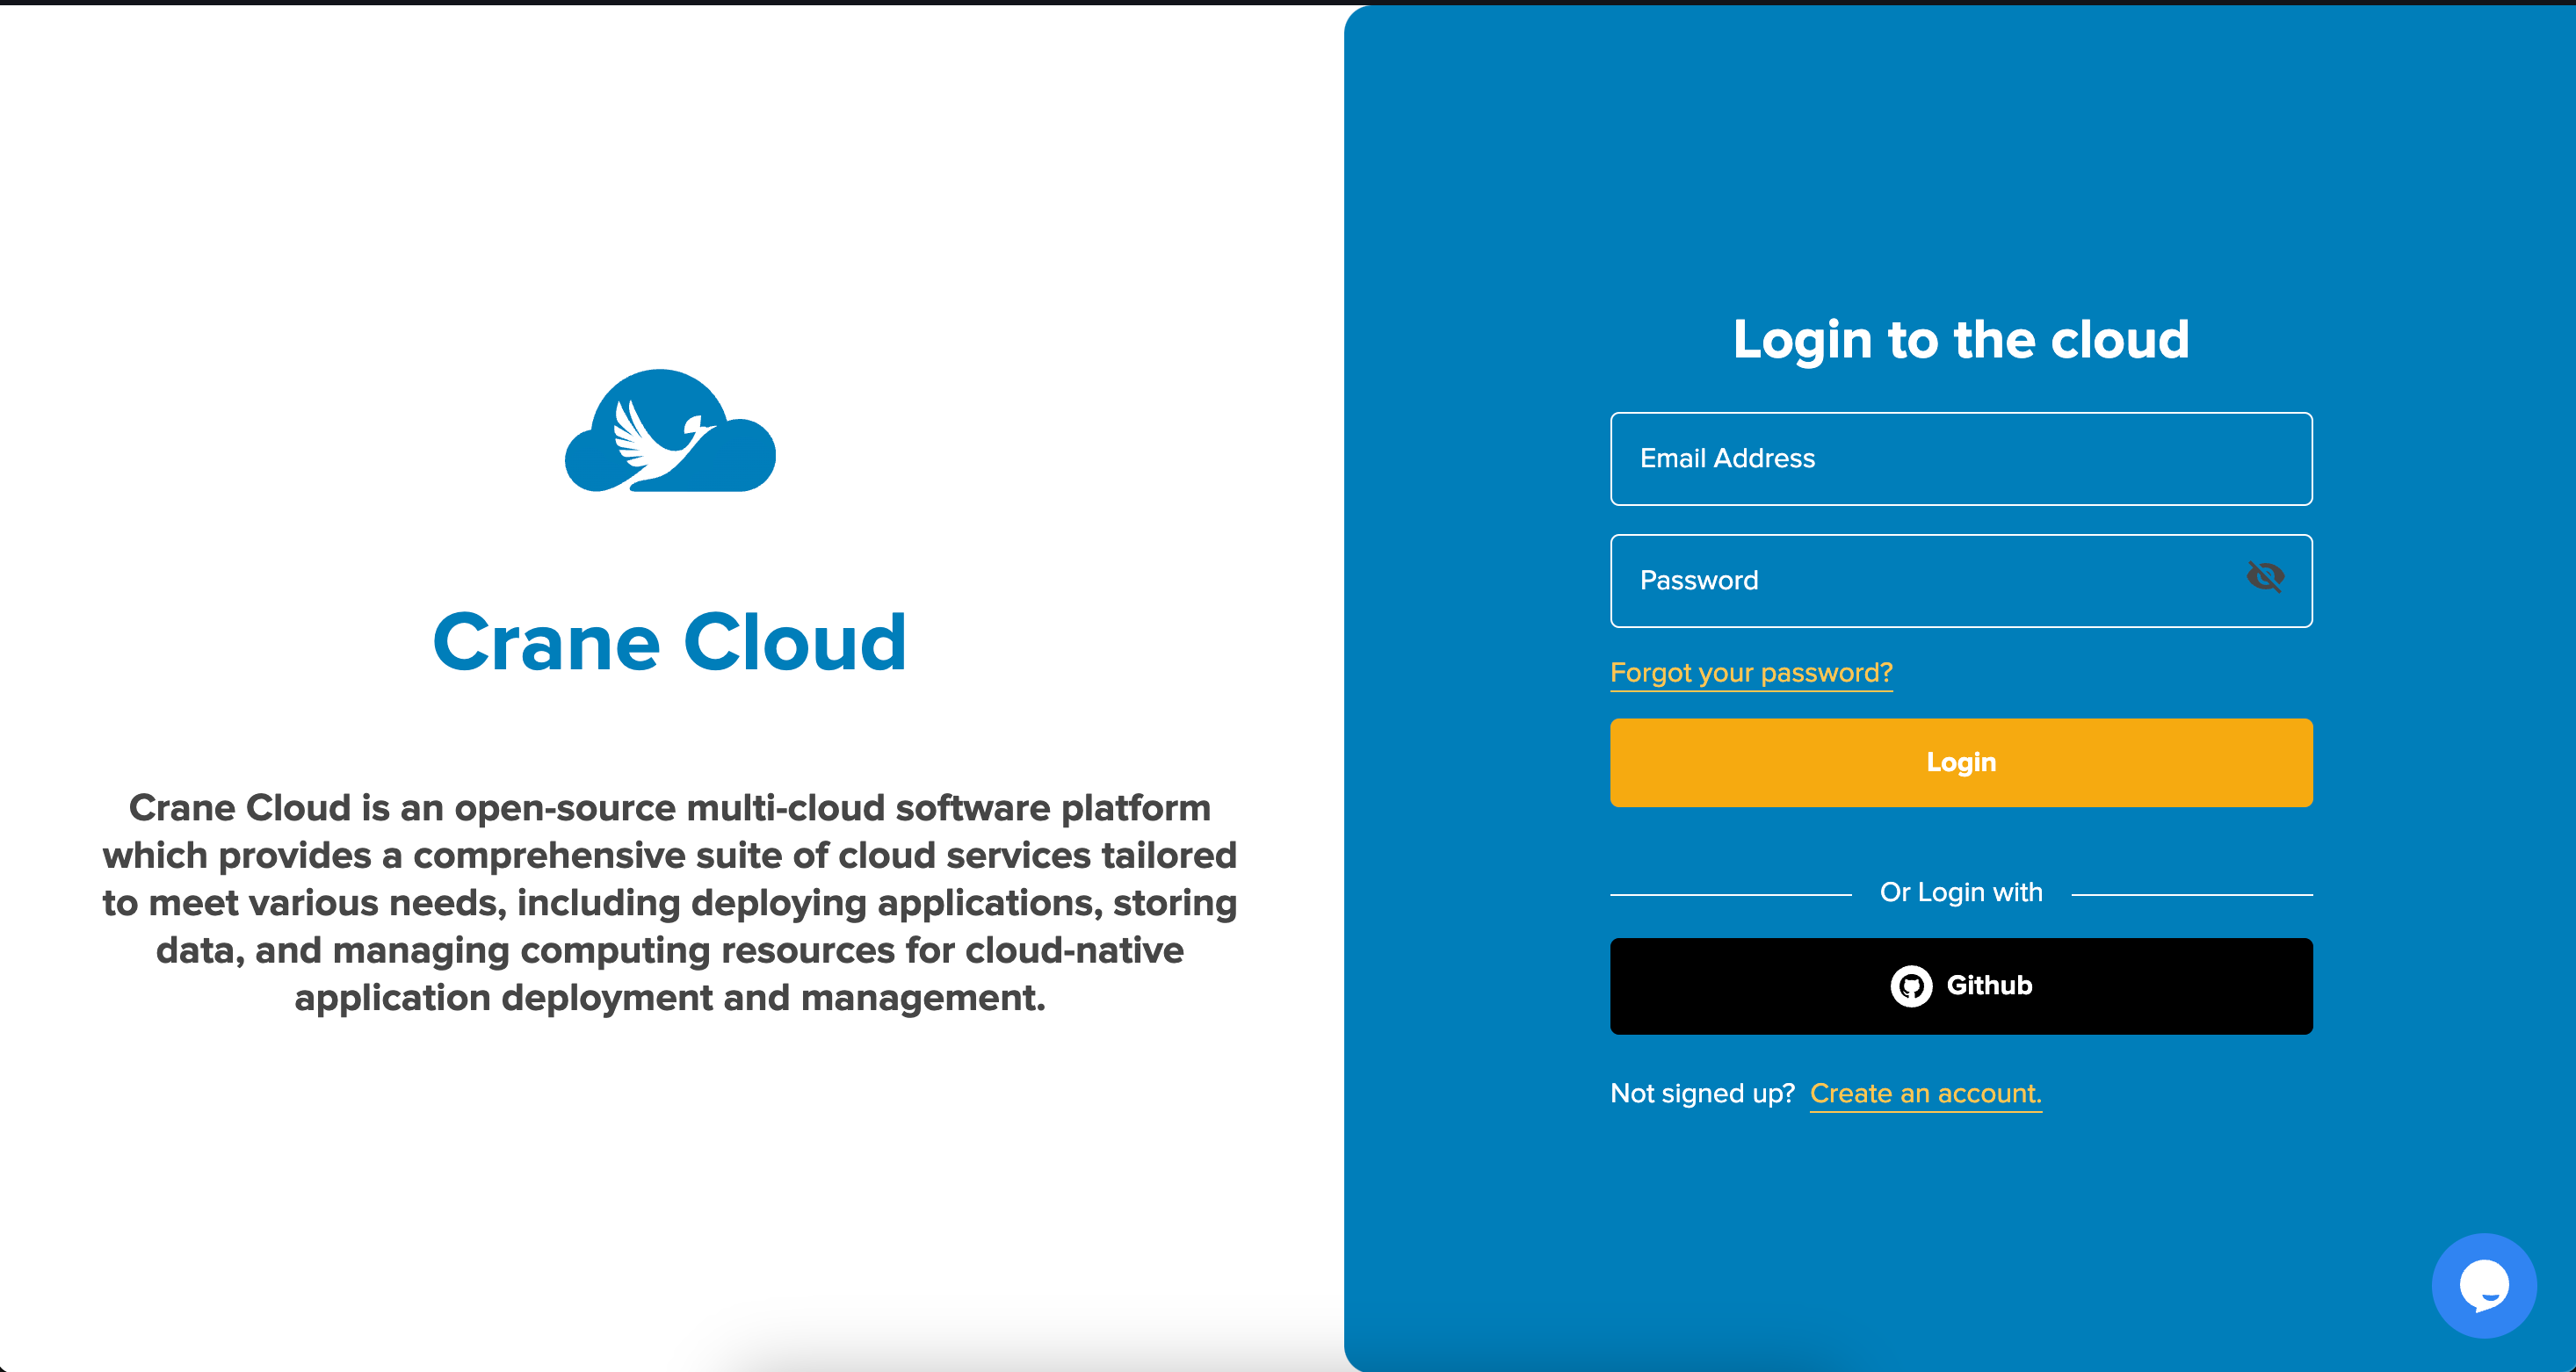 Crane Cloud
Crane Cloud is an open-source multi-cloud software platform
which provides a comprehensive suite of cloud services tailored
to meet various needs, including deploying applications, storing
data, and managing computing resources for cloud-native
application deployment and management.
Login to the cloud
Email Address
Password
Forgot your password?
Login
Or Login with
Github
Not signed up? Create an account.